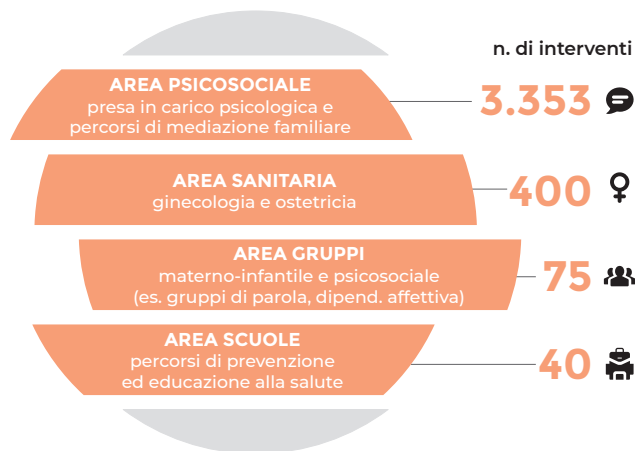 n. di interventi
AREA PSICOSOCIALE
presa in carico psicologica e
percorsi di mediazione familiare
3.353
AREA SANITARIA
ginecologia e ostetricia
400
AREA GRUPPI
materno-infantile e psicosociale
(es. gruppi di parola, dipend. affettiva)
75
AREA SCUOLE
percorsi di prevenzione
ed educazione alla salute
40